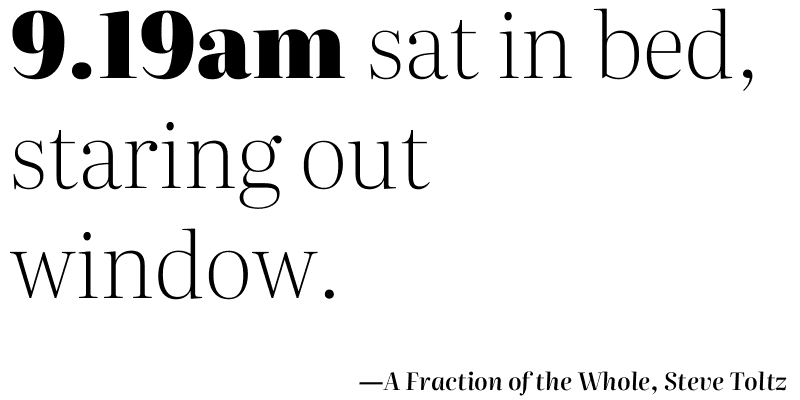 9.19am sat in bed,
staring out
window.
—A Fraction of the Whole, Steve Toltz